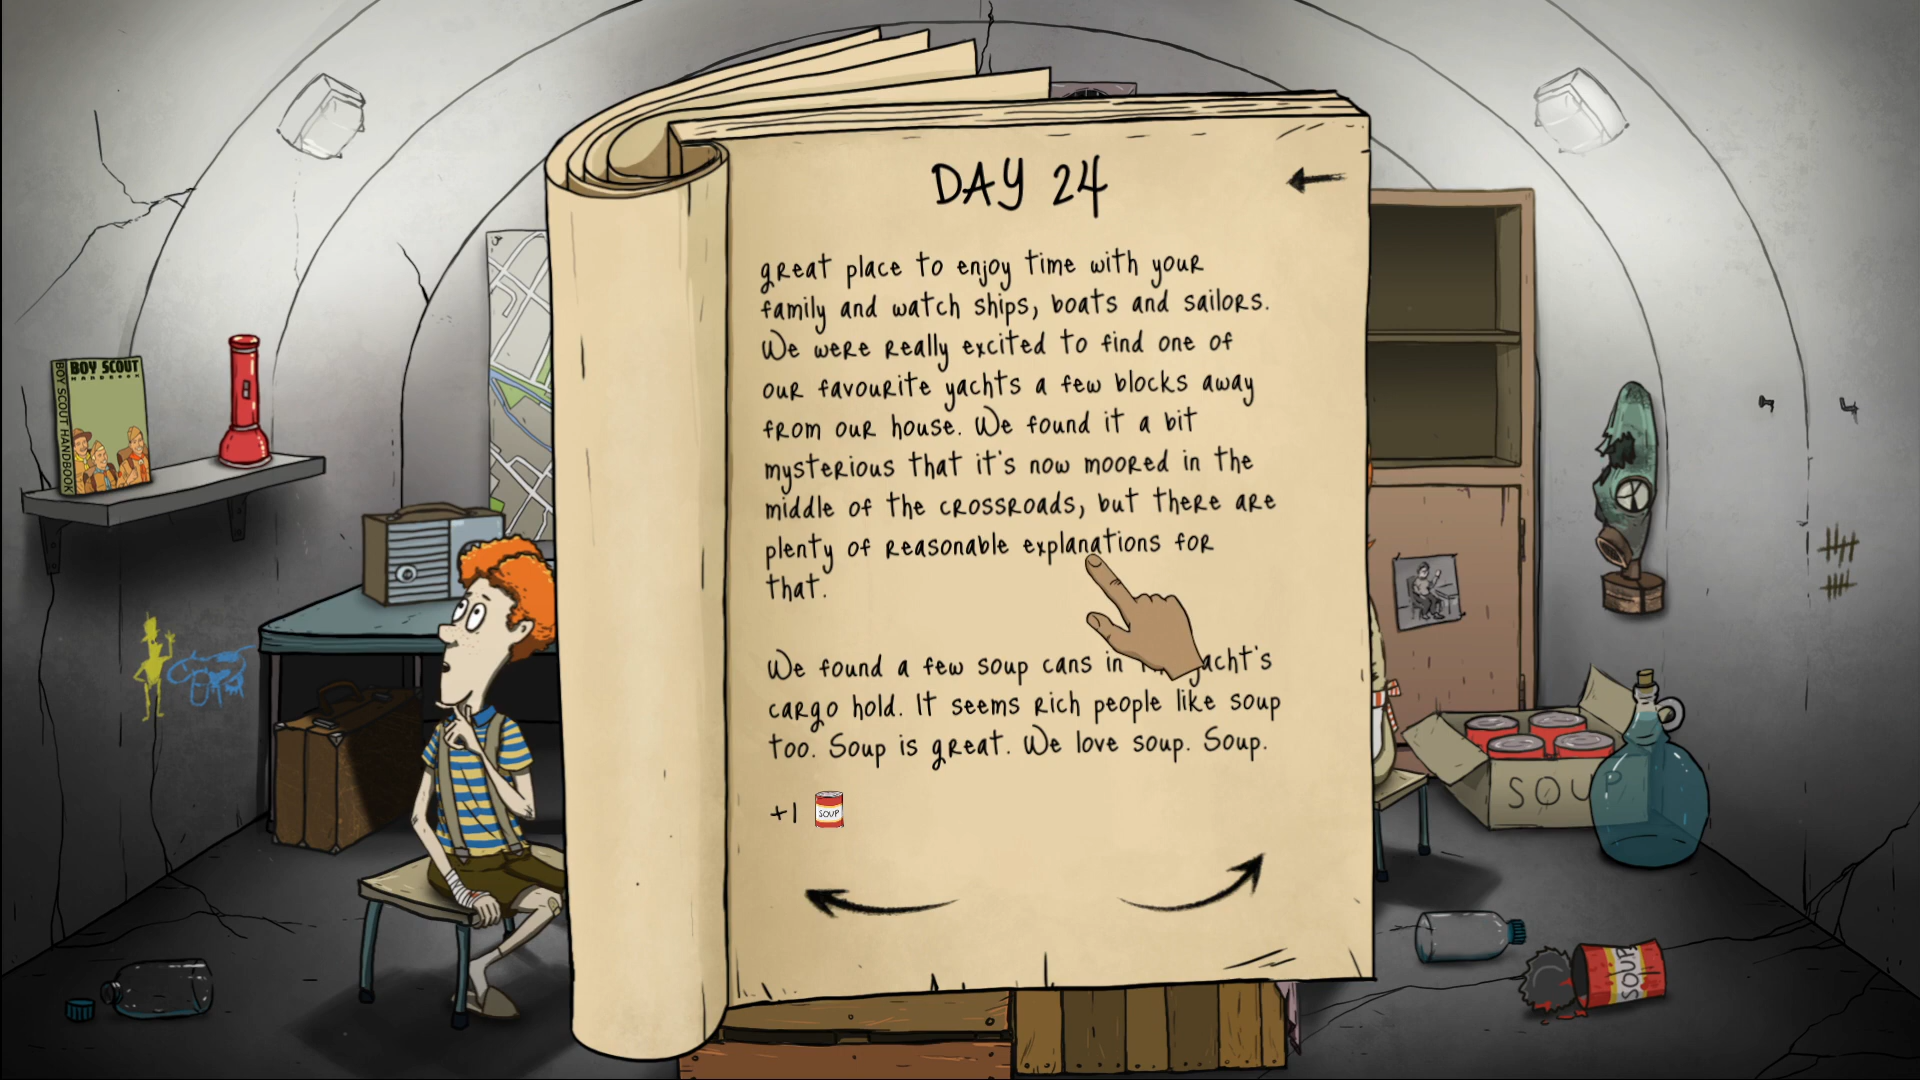 DAY 24
great place to enjoy time with your
family and watch ships, boats and sailors.
We were really excited to find one of
our favourite yachts a few blocks away
from our house. We found it a bit
mysterious that it's now moored in the
middle of the crossroads, but there are
plenty of reasonable explanations for
that.
We found a few soup cans in yacht's
cargo hold. It seems rich people like soup
too. Soup is great. We love soup. Soup.
+1
SOUP
BOY SCOUT
HANDBOOK
BOY SCOUT HANDBOOK
SOUP
SOUP